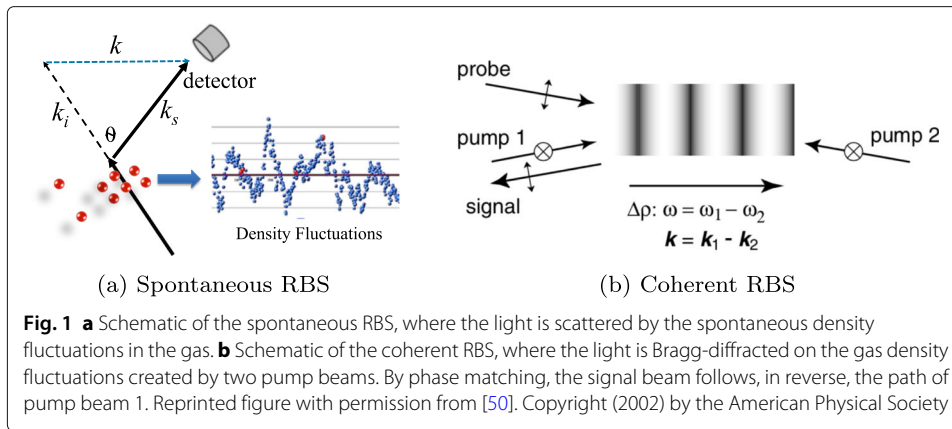 k
detector
k_i
θ
k_s
Density Fluctuations
(a) Spontaneous RBS
probe
pump 1
pump 2
signal
Δρ: ω = ω₁ − ω₂
k = k₁ - k₂
(b) Coherent RBS
Fig. 1 a Schematic of the spontaneous RBS, where the light is scattered by the spontaneous density
fluctuations in the gas. b Schematic of the coherent RBS, where the light is Bragg-diffracted on the gas density
fluctuations created by two pump beams. By phase matching, the signal beam follows, in reverse, the path of
pump beam 1. Reprinted figure with permission from [50]. Copyright (2002) by the American Physical Society